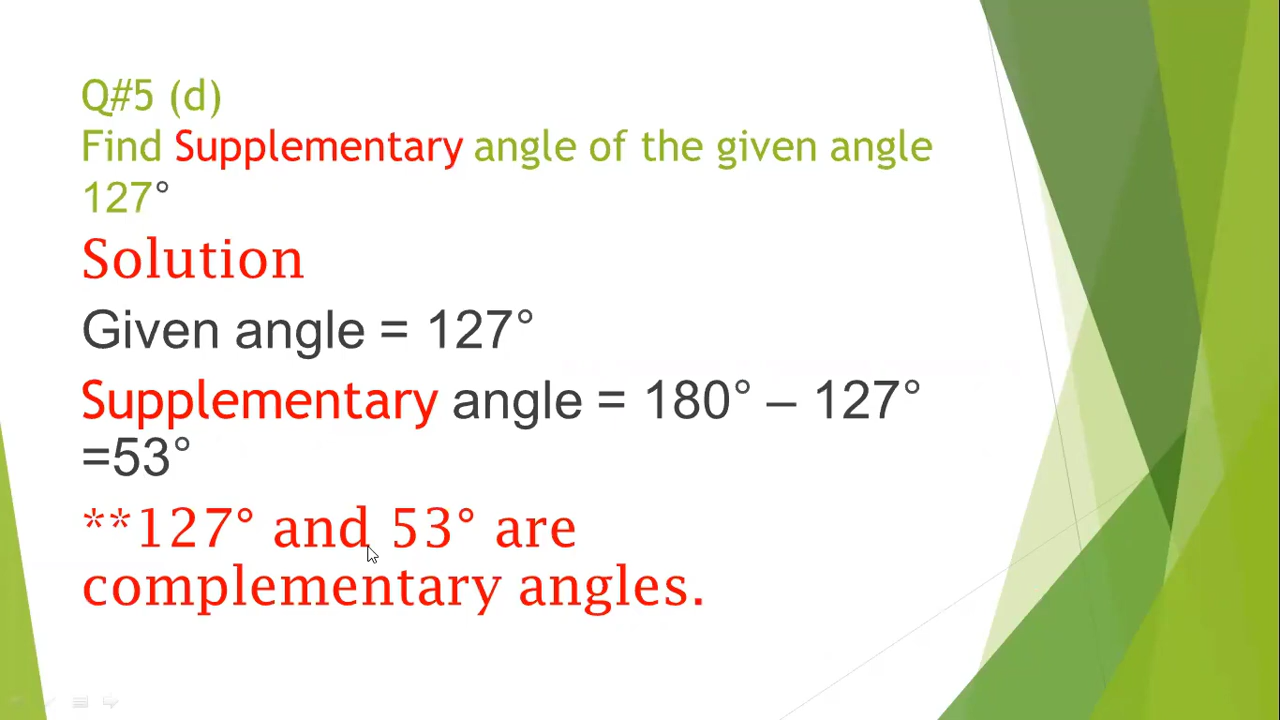 Q#5 (d)
Find Supplementary angle of the given angle
127°
Solution
Given angle = 127°
Supplementary angle = 180° – 127°
=53°
**127° and 53° are
complementary angles.